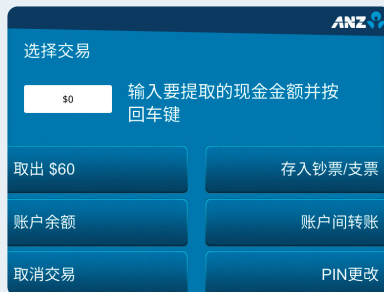 ANZ
选择交易
$0
输入要提取的现金金额并按
回车键
取出 $60
存入钞票/支票
账户余额
账户间转账
取消交易
PIN更改